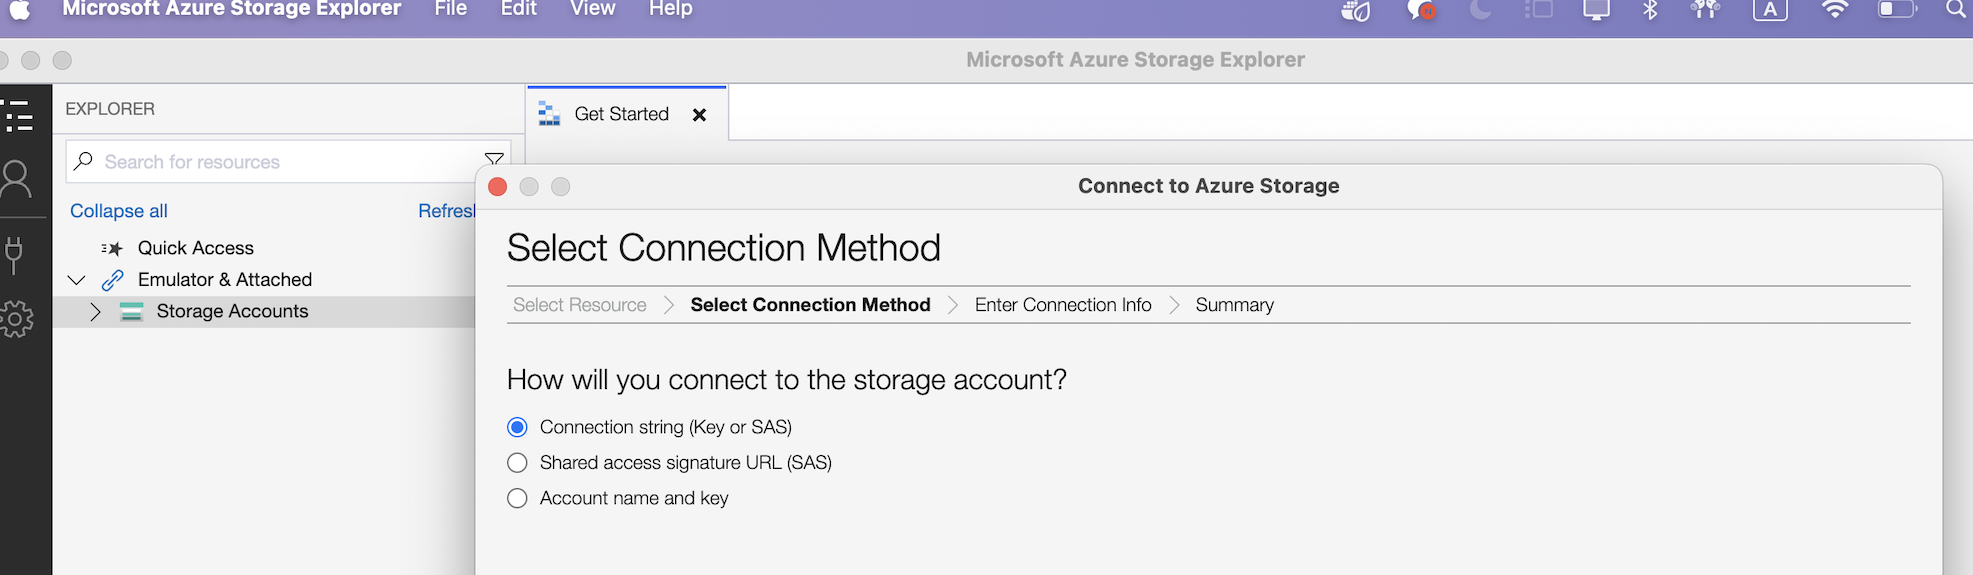 Microsoft Azure Storage Explorer File Edit View Help
A
Microsoft Azure Storage Explorer
EXPLORER
Get Started
Search for resources
Connect to Azure Storage
Collapse all
Quick Access
Emulator & Attached
Storage Accounts
Select Connection Method
Select Resource Select Connection Method Enter Connection Info Summary
How will you connect to the storage account?
Connection string (Key or SAS)
Shared access signature URL (SAS)
Account name and key